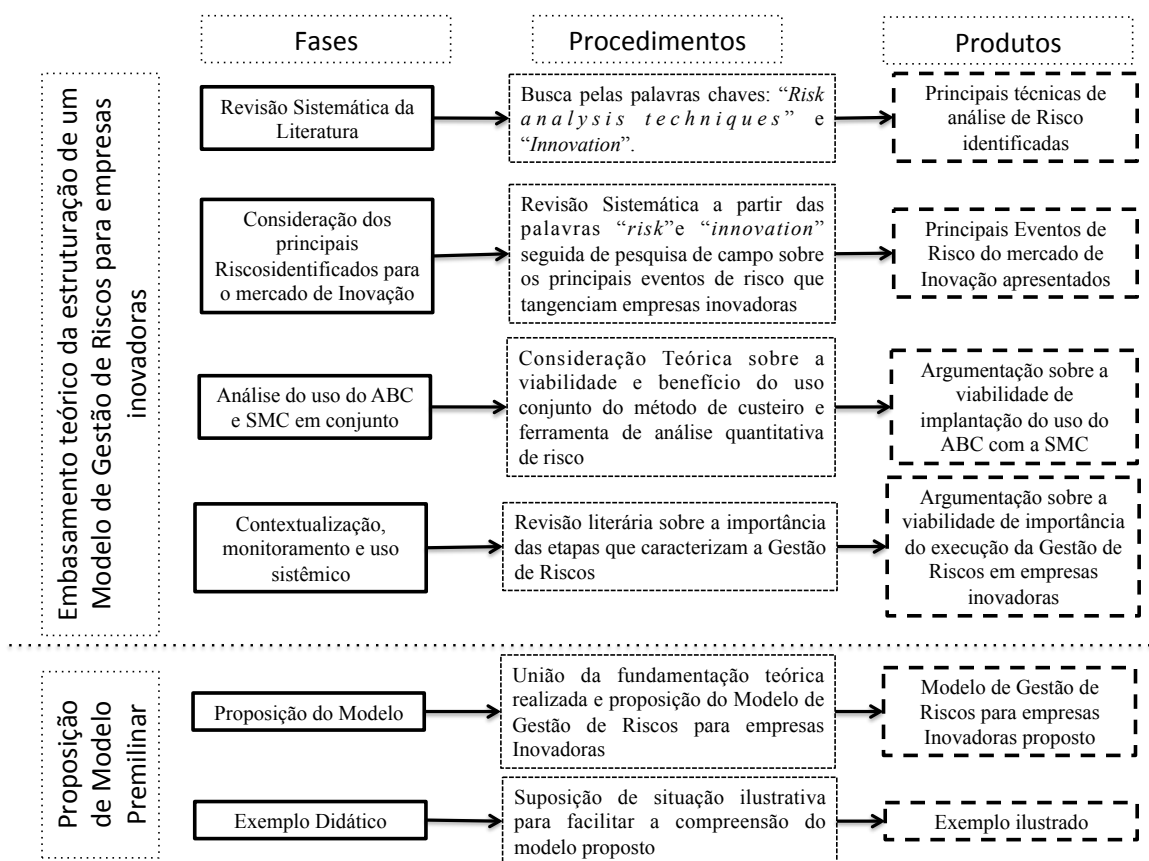 Fases
Procedimentos
Produtos
Embasamento teórico da estruturação de um
Modelo de Gestão de Riscos para empresas
inovadoras
Revisão Sistemática da
Literatura
Busca pelas palavras chaves: “Risk
analysis techniques” e
“Innovation”.
Principais técnicas de
análise de Risco
identificadas
Consideração dos
principais
Riscosidentificados para
o mercado de Inovação
Revisão Sistemática a partir das
palavras “risk”e “innovation”
seguida de pesquisa de campo sobre
os principais eventos de risco que
tangenciam empresas inovadoras
Principais Eventos de
Risco do mercado de
Inovação apresentados
Análise do uso do ABC
e SMC em conjunto
Consideração Teórica sobre a
viabilidade e benefício do uso
conjunto do método de custeiro e
ferramenta de análise quantitativa
de risco
Argumentação sobre a
viabilidade de
implantação do uso do
ABC com a SMC
Contextualização,
monitoramento e uso
sistêmico
Revisão literária sobre a importância
das etapas que caracterizam a Gestão
de Riscos
Argumentação sobre a
viabilidade de importância
do execução da Gestão de
Riscos em empresas
inovadoras
Proposição
de Modelo
Premilinar
Proposição do Modelo
União da fundamentação teórica
realizada e proposição do Modelo de
Gestão de Riscos para empresas
Inovadoras
Modelo de Gestão de
Riscos para empresas
Inovadoras proposto
Exemplo Didático
Suposição de situação ilustrativa
para facilitar a compreensão do
modelo proposto
Exemplo ilustrado